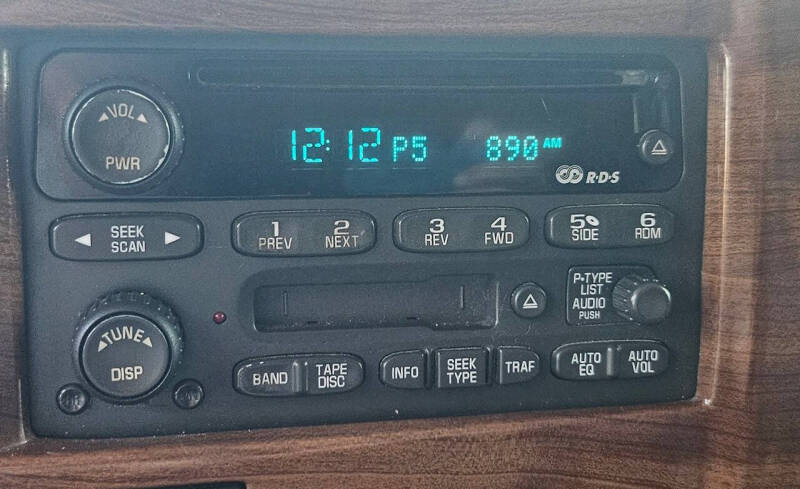 VOL
PWR
12:12 P5 890 AM
R·D·S
SEEK
SCAN
1
PREV
2
NEXT
3
REV
4
FWD
5
SIDE
6
RDM
P·TYPE
LIST
AUDIO
PUSH
TUNE
DISP
BAND
TAPE
DISC
INFO
SEEK
TYPE
TRAF
AUTO
EQ
AUTO
VOL